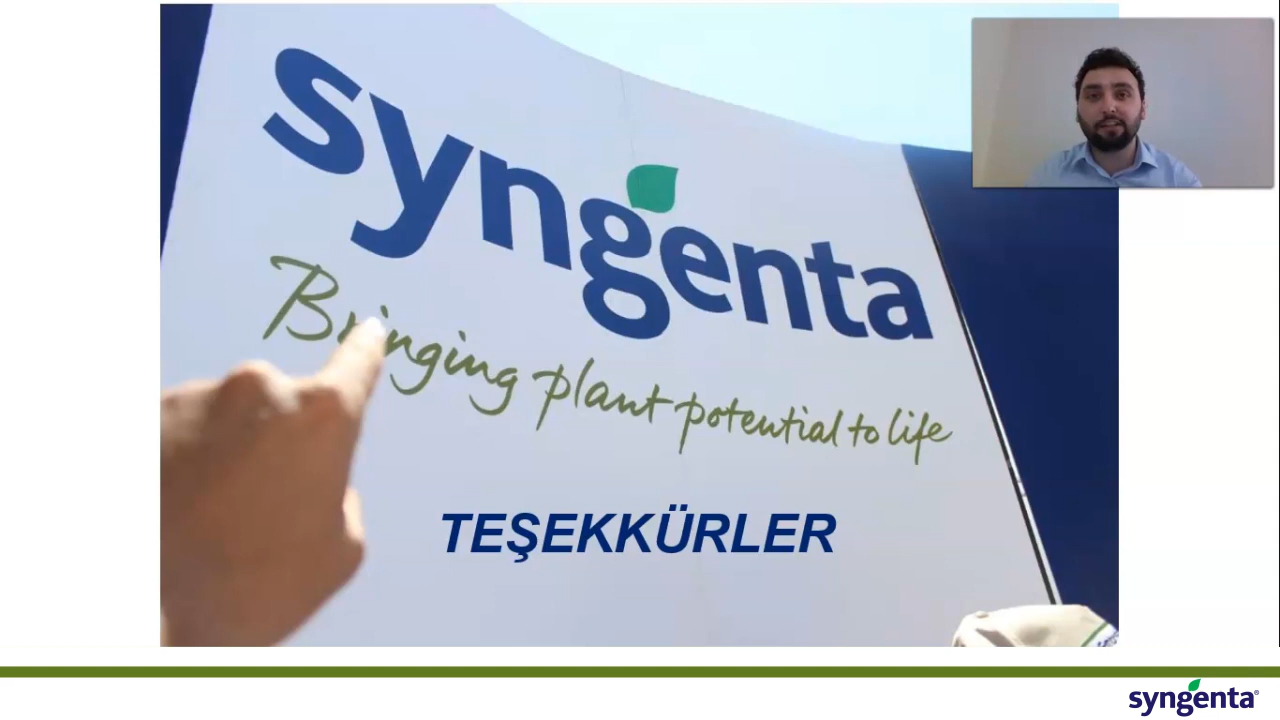 syngenta
Bringing plant potential to life
TEŞEKKÜRLER
syngenta®